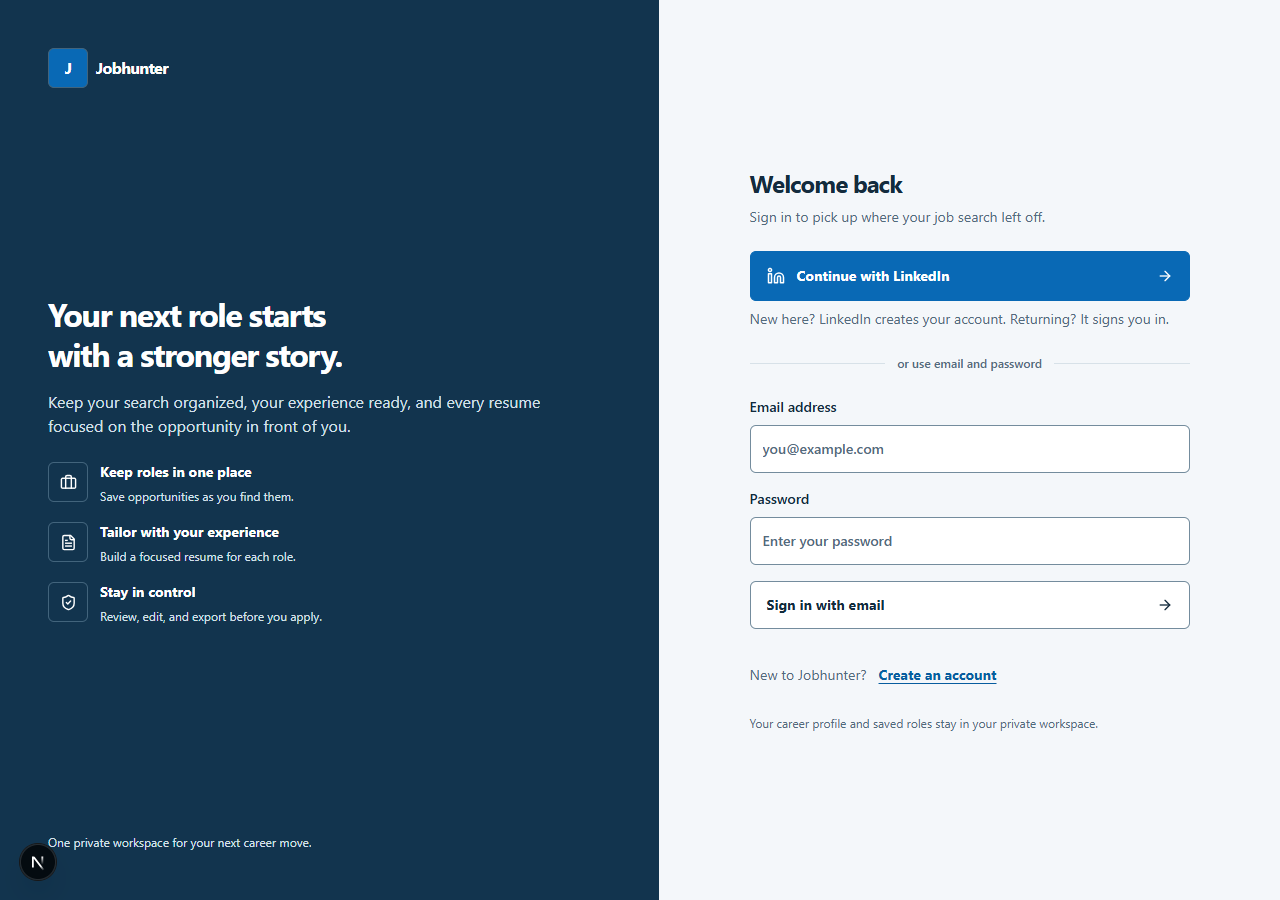 J
Jobhunter
Your next role starts
with a stronger story.
Keep your search organized, your experience ready, and every resume
focused on the opportunity in front of you.
Keep roles in one place
Save opportunities as you find them.
Tailor with your experience
Build a focused resume for each role.
Stay in control
Review, edit, and export before you apply.
One private workspace for your next career move.
N
Welcome back
Sign in to pick up where your job search left off.
in Continue with LinkedIn
New here? LinkedIn creates your account. Returning? It signs you in.
or use email and password
Email address
you@example.com
Password
Enter your password
Sign in with email
New to Jobhunter? Create an account
Your career profile and saved roles stay in your private workspace.